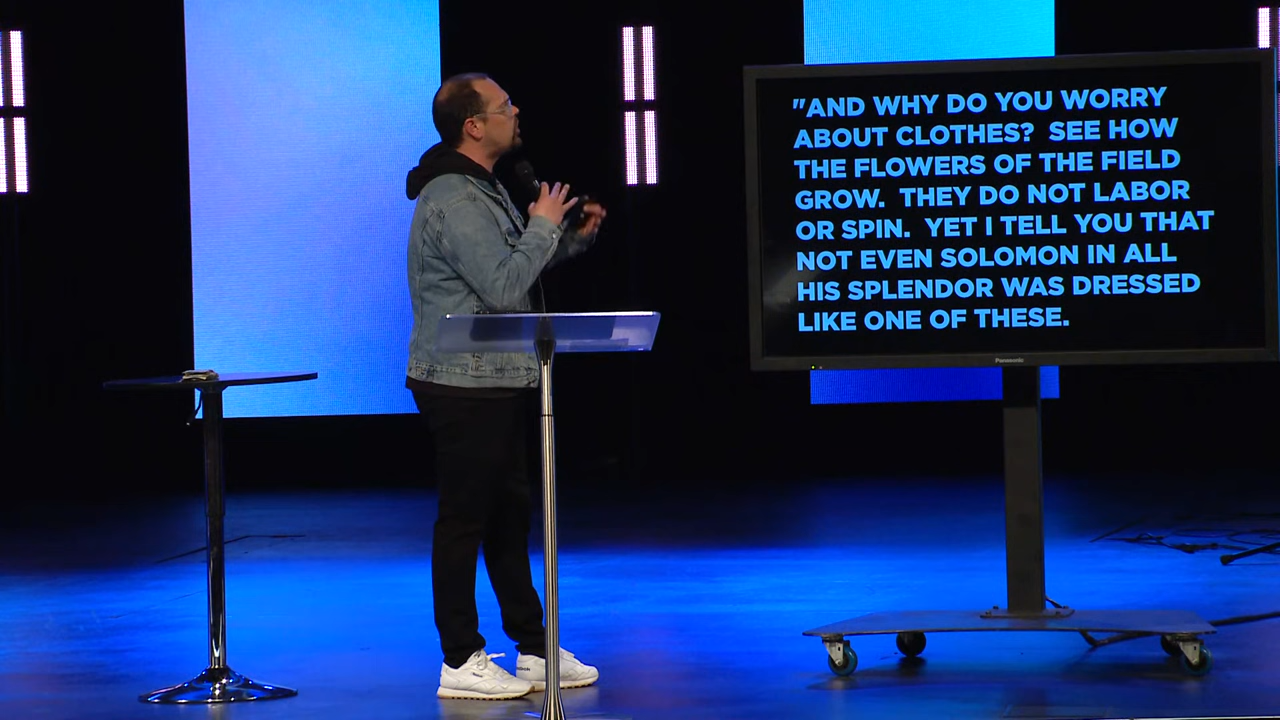 "AND WHY DO YOU WORRY
ABOUT CLOTHES? SEE HOW
THE FLOWERS OF THE FIELD
GROW. THEY DO NOT LABOR
OR SPIN. YET I TELL YOU THAT
NOT EVEN SOLOMON IN ALL
HIS SPLENDOR WAS DRESSED
LIKE ONE OF THESE.
Panasonic